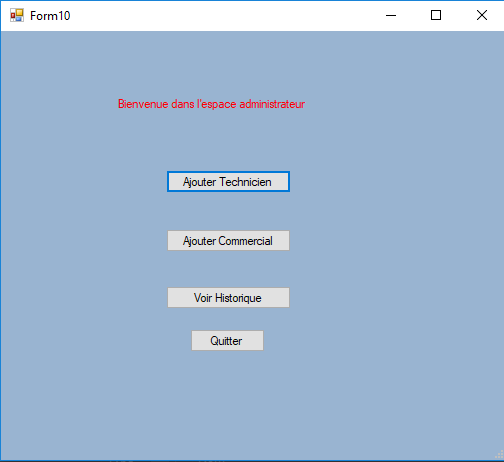 Form10
Bienvenue dans l'espace administrateur
Ajouter Technicien
Ajouter Commercial
Voir Historique
Quitter